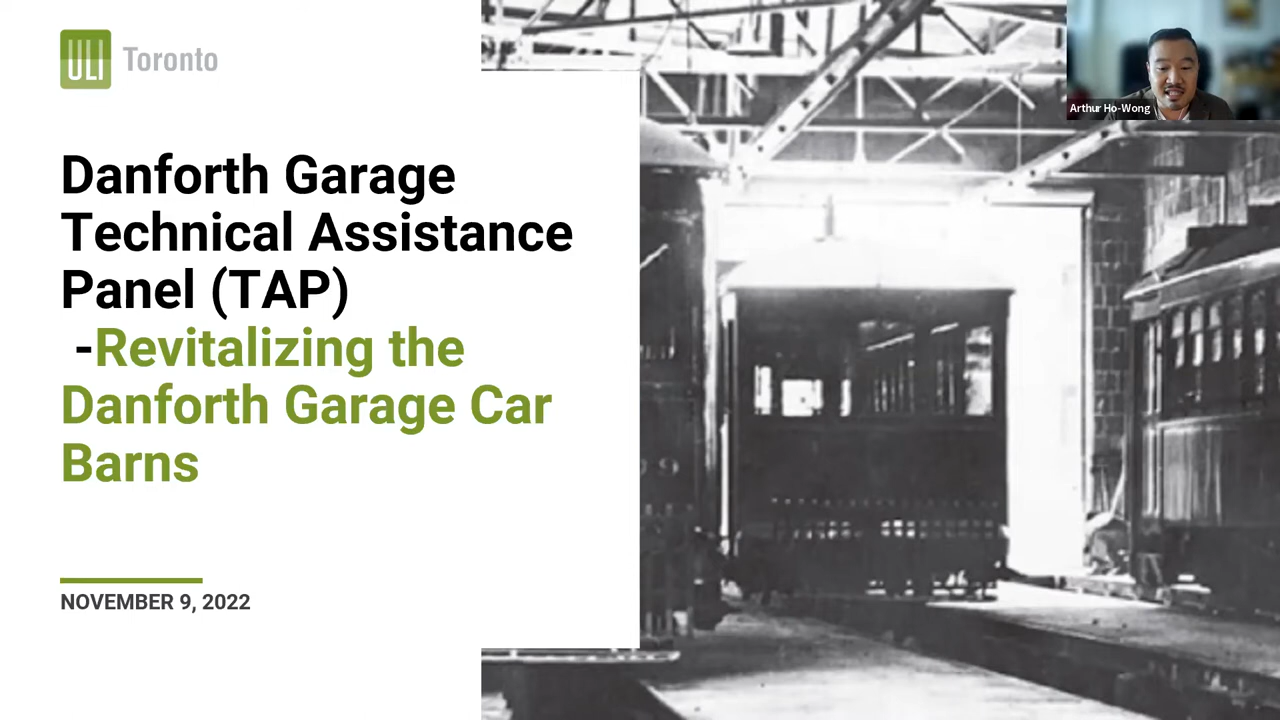 ULI Toronto
Arthur Ho-Wong
Danforth Garage
Technical Assistance
Panel (TAP)
-Revitalizing the
Danforth Garage Car
Barns
NOVEMBER 9, 2022